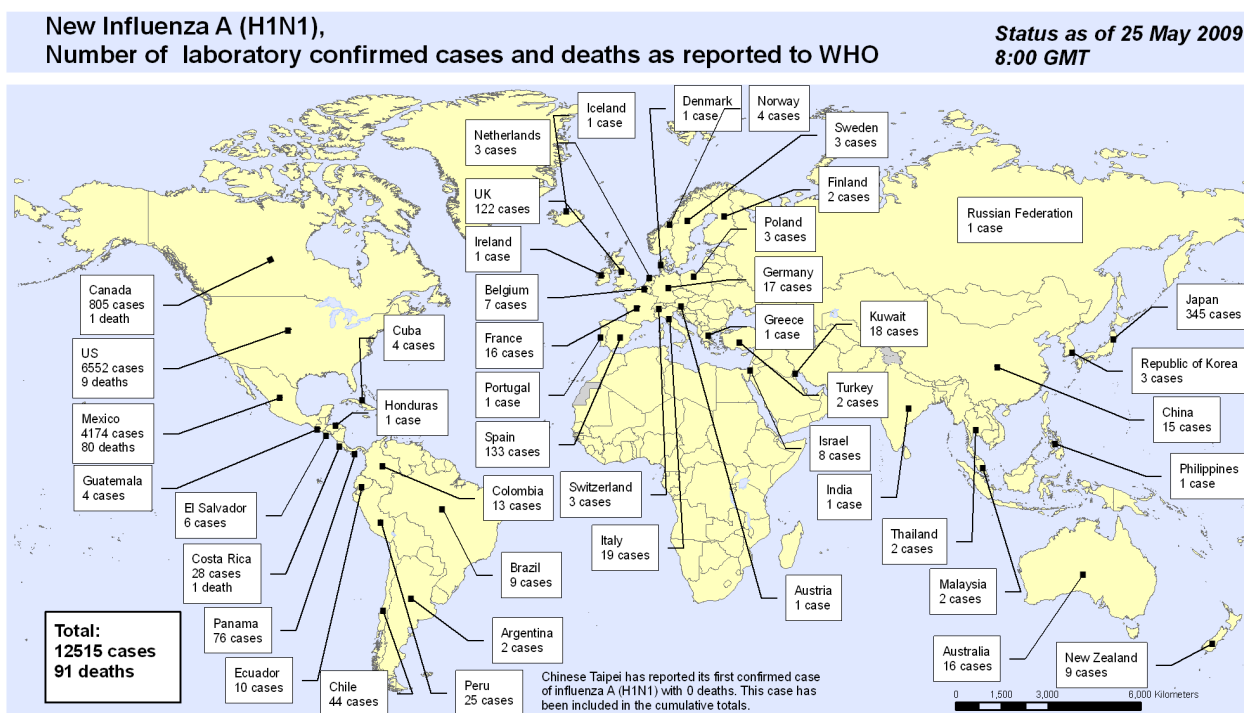 New Influenza A (H1N1),
Number of laboratory confirmed cases and deaths as reported to WHO
Status as of 25 May 2009
8:00 GMT
Iceland
1 case
Denmark
1 case
Norway
4 cases
Netherlands
3 cases
Sweden
3 cases
UK
122 cases
Finland
2 cases
Russian Federation
1 case
Poland
3 cases
Ireland
1 case
Germany
17 cases
Belgium
7 cases
Canada
805 cases
1 death
Japan
345 cases
Cuba
4 cases
France
16 cases
Greece
1 case
Kuwait
18 cases
US
6552 cases
9 deaths
Republic of Korea
3 cases
Portugal
1 case
Turkey
2 cases
Honduras
1 case
China
15 cases
Mexico
4174 cases
80 deaths
Spain
133 cases
Israel
8 cases
Philippines
1 case
Guatemala
4 cases
Colombia
13 cases
Switzerland
3 cases
India
1 case
El Salvador
6 cases
Thailand
2 cases
Italy
19 cases
Costa Rica
28 cases
1 death
Brazil
9 cases
Austria
1 case
Malaysia
2 cases
Panama
76 cases
Argentina
2 cases
Australia
16 cases
New Zealand
9 cases
Total:
12515 cases
91 deaths
Ecuador
10 cases
Chile
44 cases
Peru
25 cases
Chinese Taipei has reported its first confirmed case
of influenza A (H1N1) with 0 deaths. This case has
been included in the cumulative totals.
0 1,500 3,000 6,000 Kilometers